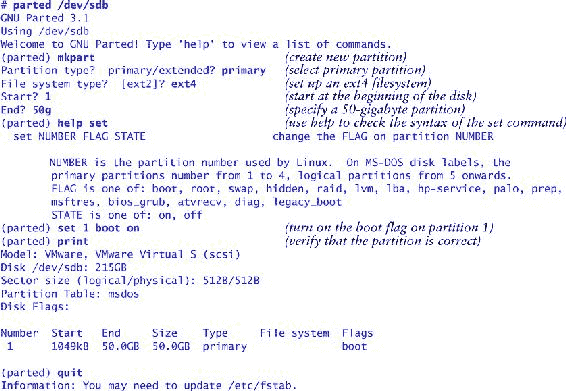 # parted /dev/sdb
GNU Parted 3.1
Using /dev/sdb
Welcome to GNU Parted! Type 'help' to view a list of commands.
(parted) mkpart (create new partition)
Partition type? primary/extended? primary (select primary partition)
File system type? [ext2]? ext4 (set up an ext4 filesystem)
Start? 1 (start at the beginning of the disk)
End? 50g (specify a 50-gigabyte partition)
(parted) help set (use help to check the syntax of the set command)
set NUMBER FLAG STATE change the FLAG on partition NUMBER
NUMBER is the partition number used by Linux. On MS-DOS disk labels, the
primary partitions number from 1 to 4, logical partitions from 5 onwards.
FLAG is one of: boot, root, swap, hidden, raid, lvm, lba, hp-service, palo, prep,
msftres, bios_grub, atvrecv, diag, legacy_boot
STATE is one of: on, off
(parted) set 1 boot on (turn on the boot flag on partition 1)
(parted) print (verify that the partition is correct)
Model: VMware, VMware Virtual S (scsi)
Disk /dev/sdb: 215GB
Sector size (logical/physical): 512B/512B
Partition Table: msdos
Disk Flags:
Number Start End Size Type File system Flags
1 1049kB 50.0GB 50.0GB primary boot
(parted) quit
Information: You may need to update /etc/fstab.